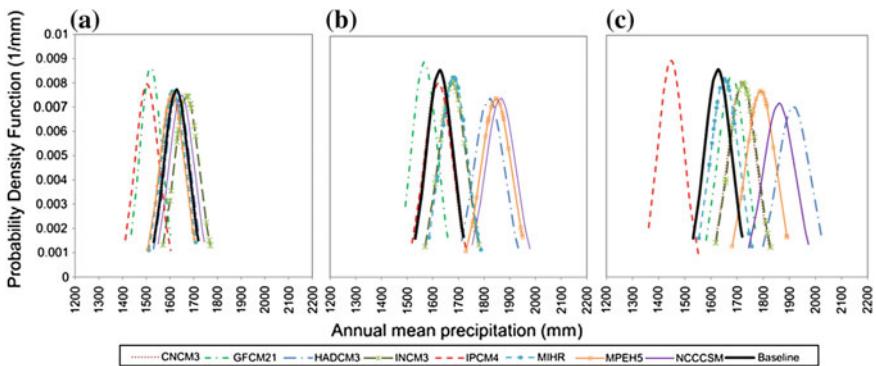 (a) (b) (c)
Probability Density Function (1/mm)
0.01
0.009
0.008
0.007
0.006
0.005
0.004
0.003
0.002
0.001
0
1200 1300 1400 1500 1600 1700 1800 1900 2000 2100 2200
1200 1300 1400 1500 1600 1700 1800 1900 2000 2100 2200
1200 1300 1400 1500 1600 1700 1800 1900 2000 2100 2200
Annual mean precipitation (mm)
CNCM3 GFCM21 HADCM3 INCM3 IPCM4 MIHR MPEH5 NCCCSM Baseline